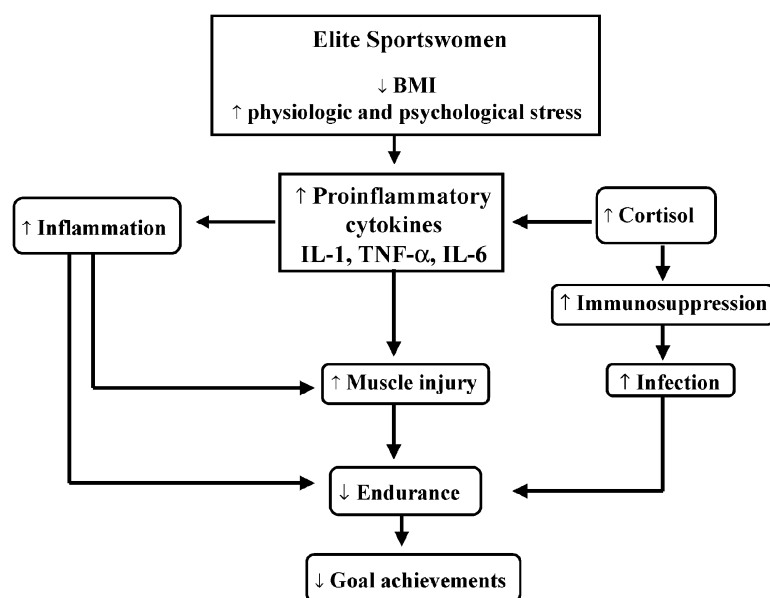 Elite Sportswomen
↓ BMI
↑ physiologic and psychological stress
↑ Proinflammatory
cytokines
IL-1, TNF-α, IL-6
↑ Inflammation
↑ Cortisol
↑ Immunosuppression
↑ Muscle injury
↑ Infection
↓ Endurance
↓ Goal achievements